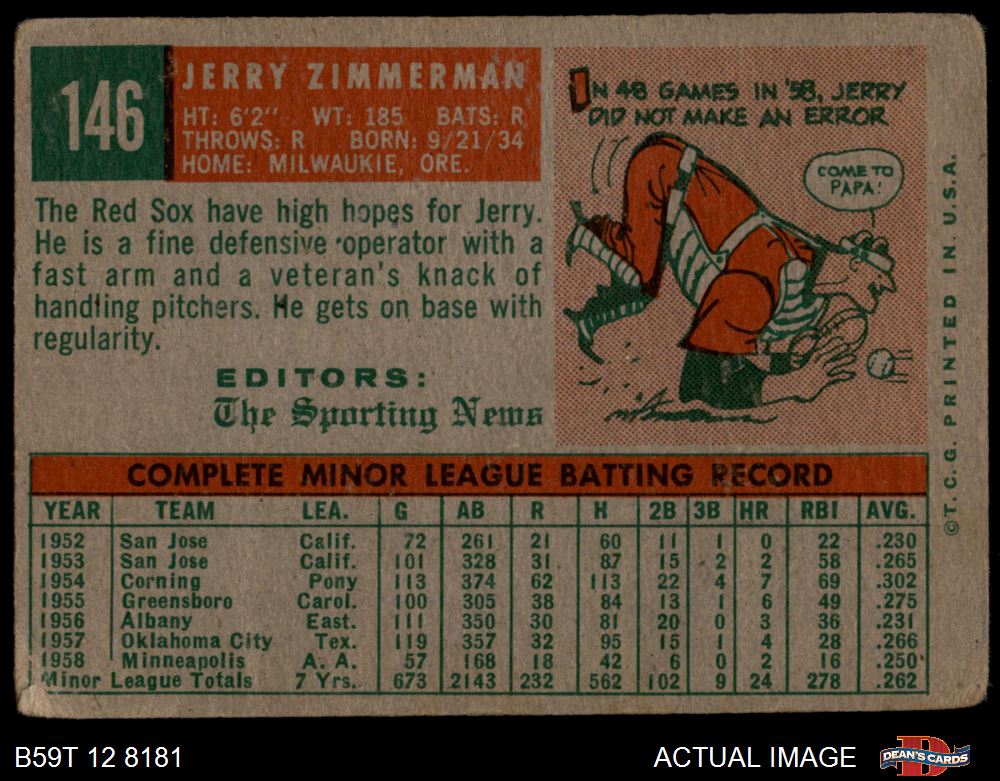 146
JERRY ZIMMERMAN
HT: 6'2" WT: 185 BATS: R
THROWS: R BORN: 9/21/34
HOME: MILWAUKIE, ORE.
The Red Sox have high hopes for Jerry.
He is a fine defensive operator with a
fast arm and a veteran's knack of
handling pitchers. He gets on base with
regularity.
EDITORS:
The Sporting News
IN 48 GAMES IN '58, JERRY
DID NOT MAKE AN ERROR
COME TO
PAPA!
©T.C.G. PRINTED IN U.S.A.
COMPLETE MINOR LEAGUE BATTING RECORD
YEAR TEAM LEA. G AB R H 2B 3B HR RBI AVG.
1952 San Jose Calif. 72 261 21 60 11 1 0 22 .230
1953 San Jose Calif. 101 328 31 87 15 2 2 58 .265
1954 Corning Pony 113 374 62 113 22 4 7 69 .302
1955 Greensboro Carol. 100 305 38 84 13 1 6 49 .275
1956 Albany East. 111 350 30 81 20 0 3 36 .231
1957 Oklahoma City Tex. 119 357 32 95 15 1 4 28 .266
1958 Minneapolis A. A. 57 168 18 42 6 0 2 16 .250
Minor League Totals 7 Yrs. 673 2143 232 562 102 9 24 278 .262
B59T 12 8181
ACTUAL IMAGE
DEAN'S CARDS